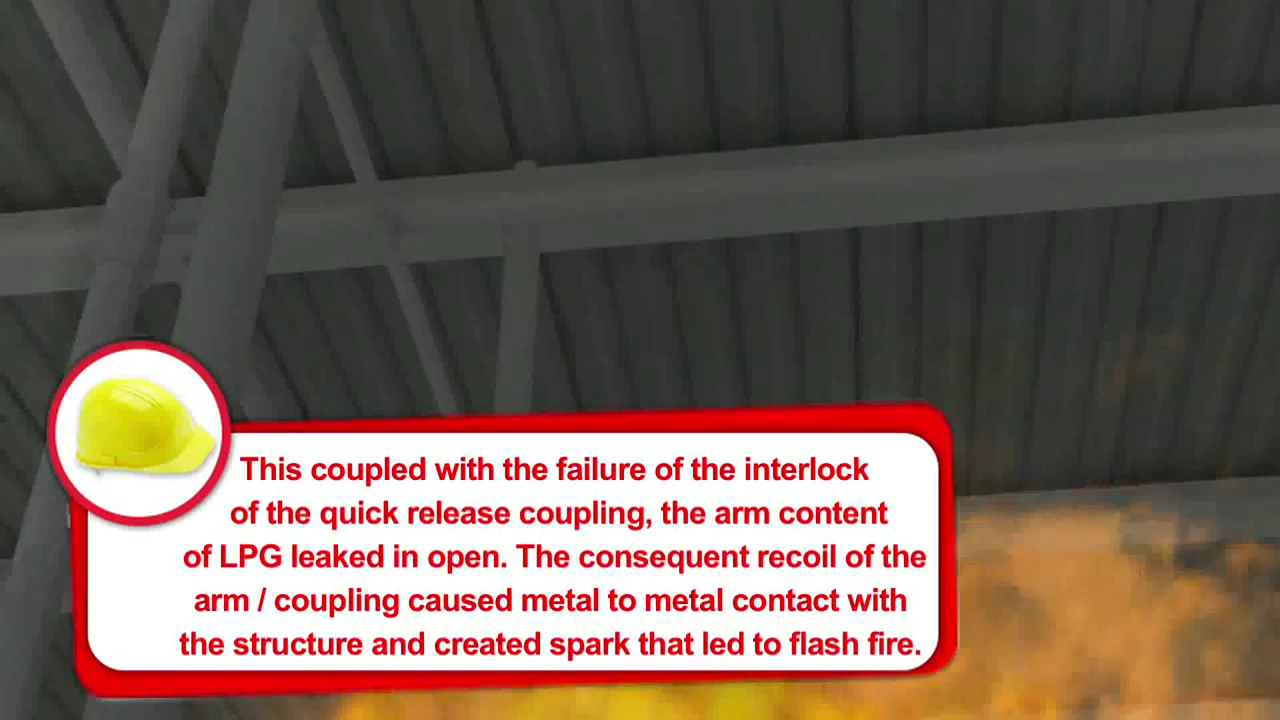 This coupled with the failure of the interlock
of the quick release coupling, the arm content
of LPG leaked in open. The consequent recoil of the
arm / coupling caused metal to metal contact with
the structure and created spark that led to flash fire.